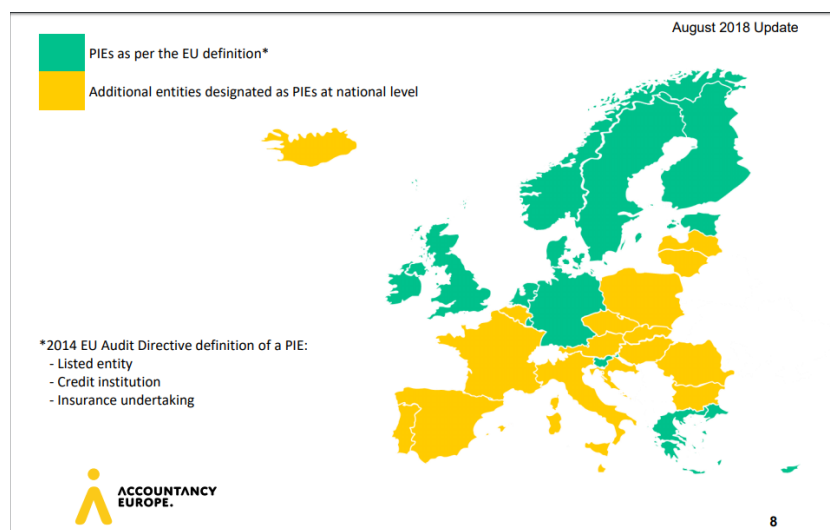 August 2018 Update
PIEs as per the EU definition*
Additional entities designated as PIEs at national level
*2014 EU Audit Directive definition of a PIE:
- Listed entity
- Credit institution
- Insurance undertaking
ACCOUNTANCY
EUROPE.
8